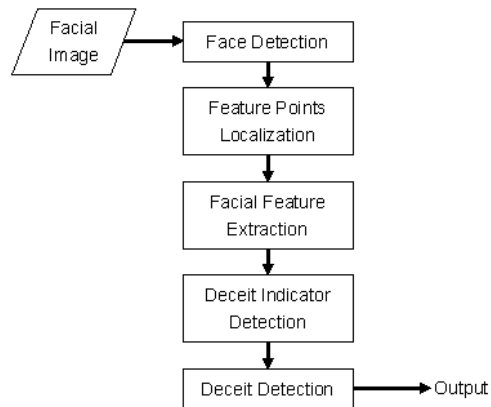 Facial
Image
Face Detection
Feature Points
Localization
Facial Feature
Extraction
Deceit Indicator
Detection
Deceit Detection
Output